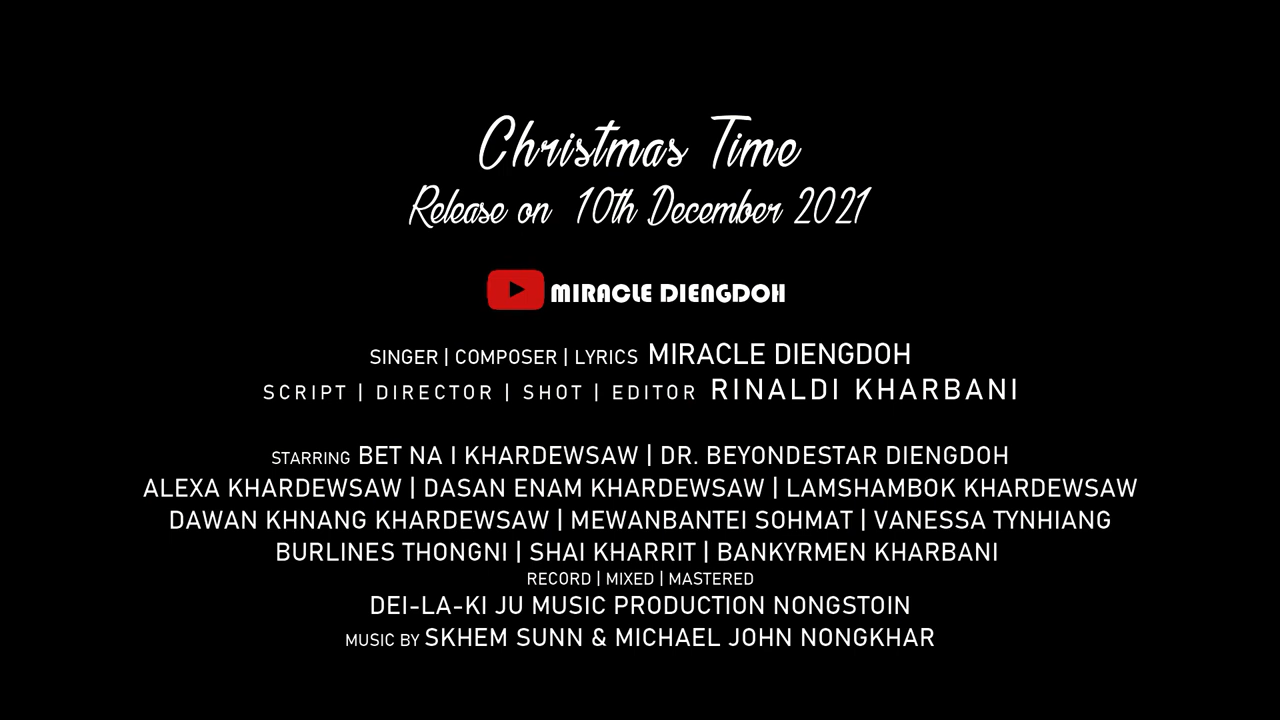 Christmas Time
Release on 10th December 2021
MIRACLE DIENGDOH
SINGER | COMPOSER | LYRICS MIRACLE DIENGDOH
SCRIPT | DIRECTOR | SHOT | EDITOR RINALDI KHARBANI
STARRING BET NA I KHARDEWSAW | DR. BEYONDESTAR DIENGDOH
ALEXA KHARDEWSAW | DASAN ENAM KHARDEWSAW | LAMSHAMBOK KHARDEWSAW
DAWAN KHNANG KHARDEWSAW | MEWANBANTEI SOHMAT | VANESSA TYNHIANG
BURLINES THONGNI | SHAI KHARRIT | BANKYRMEN KHARBANI
RECORD | MIXED | MASTERED
DEI-LA-KI JU MUSIC PRODUCTION NONGSTOIN
MUSIC BY SKHEM SUNN & MICHAEL JOHN NONGKHAR